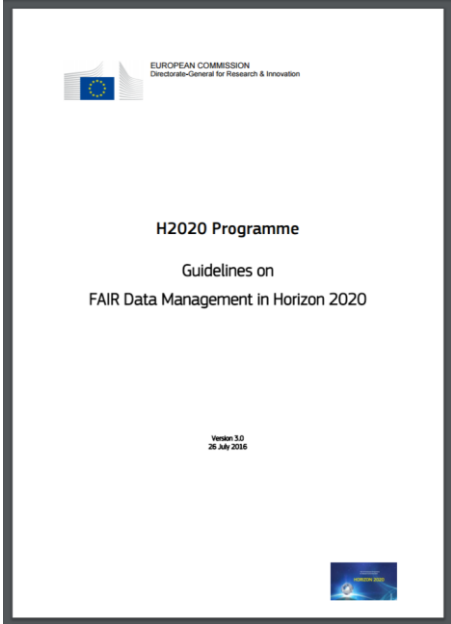 EUROPEAN COMMISSION
Directorate-General for Research & Innovation
H2020 Programme
Guidelines on
FAIR Data Management in Horizon 2020
Version 3.0
26 July 2016
HORIZON 2020